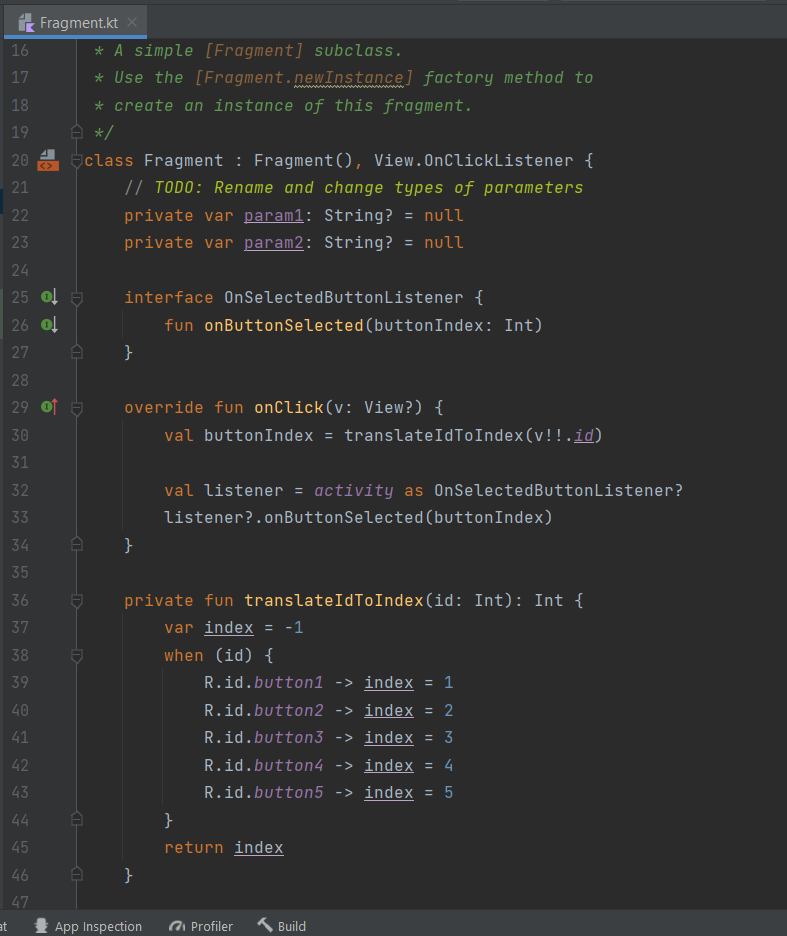 Fragment.kt
16 * A simple [Fragment] subclass.
17 * Use the [Fragment.newInstance] factory method to
18 * create an instance of this fragment.
19 */
20 class Fragment : Fragment(), View.OnClickListener {
21 // TODO: Rename and change types of parameters
22 private var param1: String? = null
23 private var param2: String? = null
24
25 interface OnSelectedButtonListener {
26 fun onButtonSelected(buttonIndex: Int)
27 }
28
29 override fun onClick(v: View?) {
30 val buttonIndex = translateIdToIndex(v!!.id)
31
32 val listener = activity as OnSelectedButtonListener?
33 listener?.onButtonSelected(buttonIndex)
34 }
35
36 private fun translateIdToIndex(id: Int): Int {
37 var index = -1
38 when (id) {
39 R.id.button1 -> index = 1
40 R.id.button2 -> index = 2
41 R.id.button3 -> index = 3
42 R.id.button4 -> index = 4
43 R.id.button5 -> index = 5
44 }
45 return index
46 }
47
at App Inspection Profiler Build